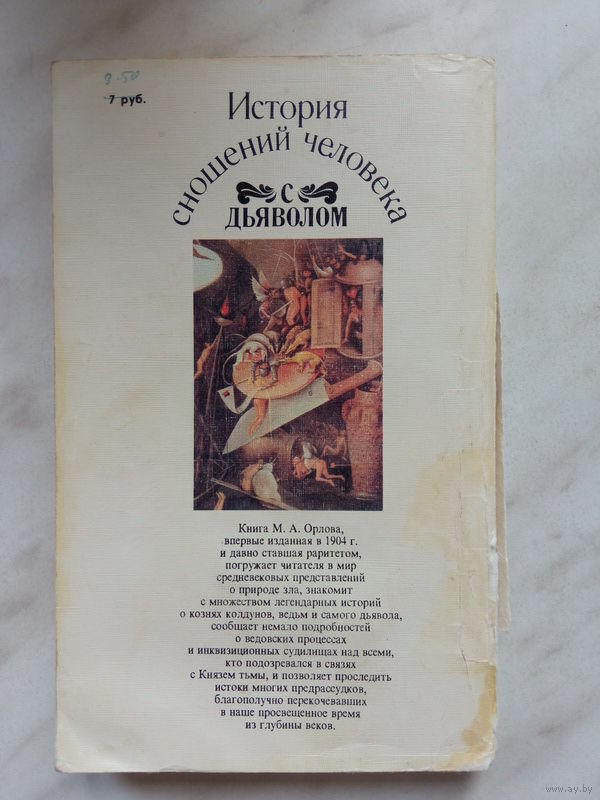 9-50
7 руб.
История
сношений человека
с
дьяволом
Книга М. А. Орлова,
впервые изданная в 1904 г.
и давно ставшая раритетом,
погружает читателя в мир
средневековых представлений
о природе зла, знакомит
с множеством легендарных историй
о кознях колдунов, ведьм и самого дьявола,
сообщает немало подробностей
о ведовских процессах
и инквизиционных судилищах над всеми,
кто подозревался в связях
с Князем тьмы, и позволяет проследить
истоки многих предрассудков,
благополучно перекочевавших
в наше просвещенное время
из глубины веков.
www.ay.by